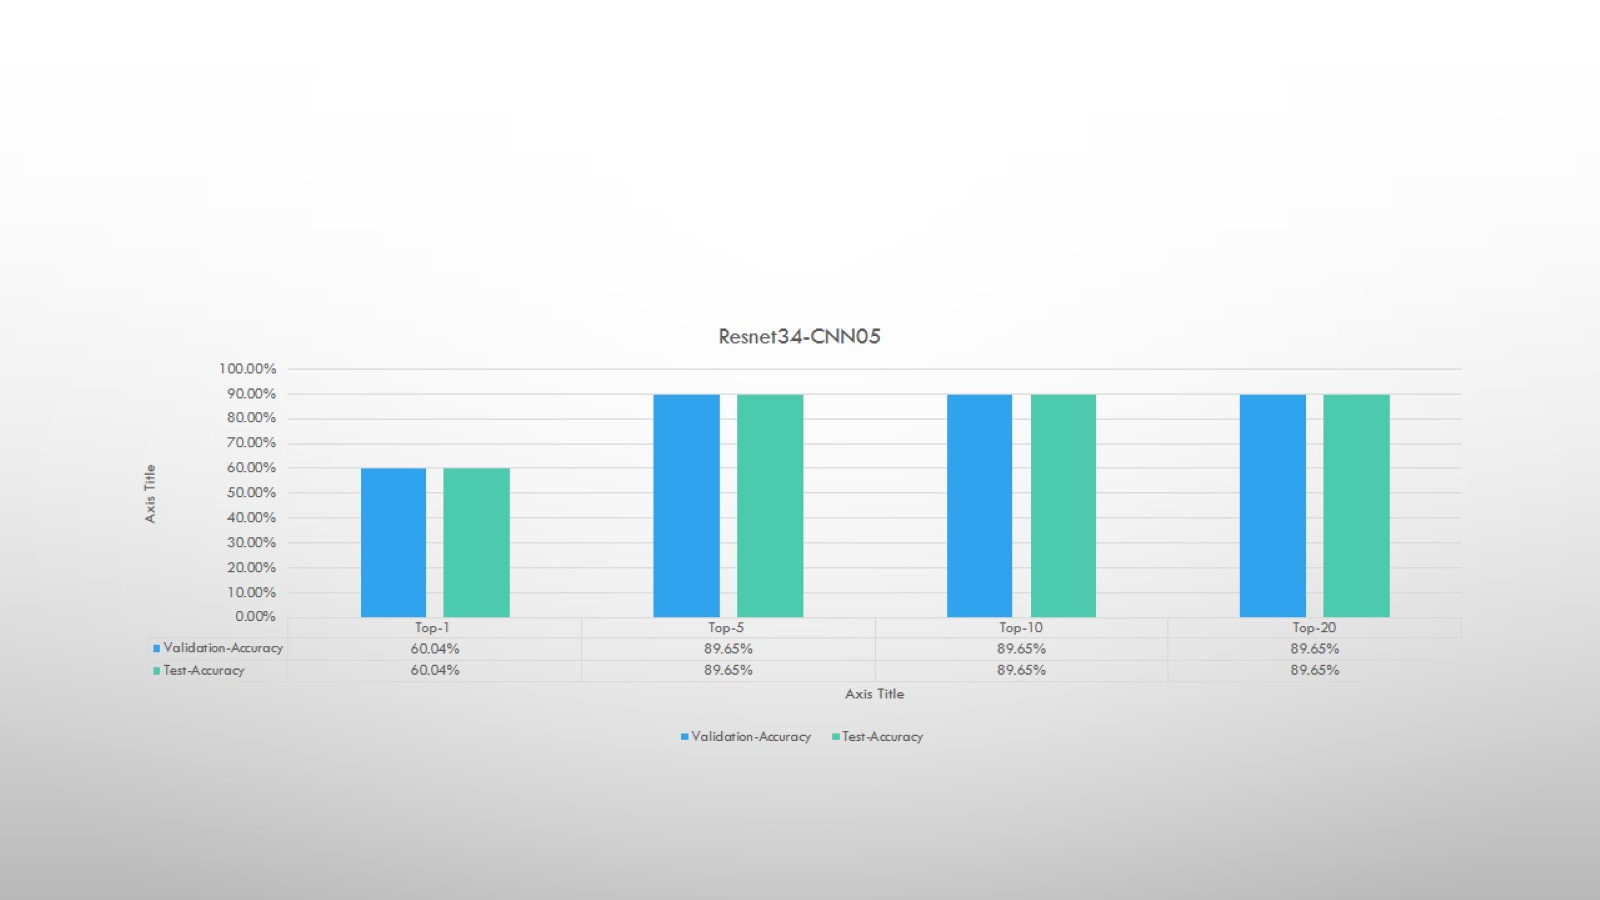 Resnet34-CNN05
100.00%
90.00%
80.00%
70.00%
60.00%
50.00%
40.00%
30.00%
20.00%
10.00%
0.00%
Axis Title
Top-1 Top-5 Top-10 Top-20
Validation-Accuracy 60.04% 89.65% 89.65% 89.65%
Test-Accuracy 60.04% 89.65% 89.65% 89.65%
Axis Title
Validation-Accuracy Test-Accuracy